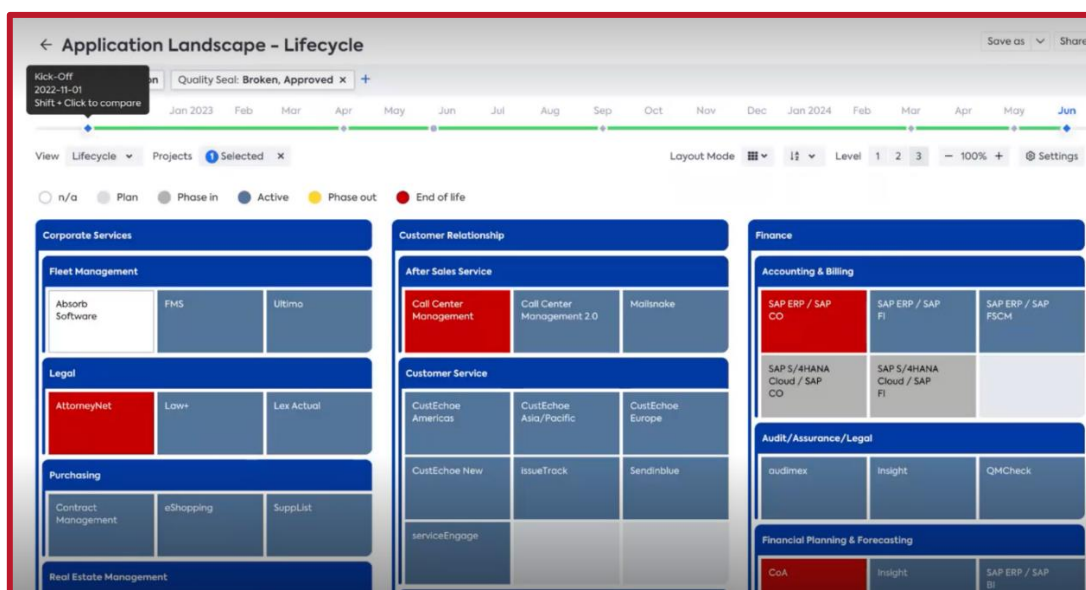 ← Application Landscape - Lifecycle
Save as
Share
Kick-Off
2022-11-01
Shift + Click to compare
on
Quality Seal: Broken, Approved × +
Jan 2023 Feb Mar Apr May Jun Jul Aug Sep Oct Nov Dec Jan 2024 Feb Mar Apr May Jun
View Lifecycle Projects 1 Selected ×
Layout Mode
Level 1 2 3 − 100% + Settings
n/a Plan Phase in Active Phase out End of life
Corporate Services
Fleet Management
Absorb
Software
FMS
Ultimo
Legal
AttorneyNet
Law+
Lex Actual
Purchasing
Contract
Management
eShopping
SuppList
Real Estate Management
Customer Relationship
After Sales Service
Call Center
Management
Call Center
Management 2.0
Mailsnake
Customer Service
CustEchoe
Americas
CustEchoe
Asia/Pacific
CustEchoe
Europe
CustEchoe New
IssueTrack
Sendinblue
serviceEngage
Finance
Accounting & Billing
SAP ERP / SAP
CO
SAP ERP / SAP
FI
SAP ERP / SAP
FSCM
SAP S/4HANA
Cloud / SAP
CO
SAP S/4HANA
Cloud / SAP
FI
Audit/Assurance/Legal
audimex
Insight
QMCheck
Financial Planning & Forecasting
CoA
Insight
SAP ERP / SAP
BI